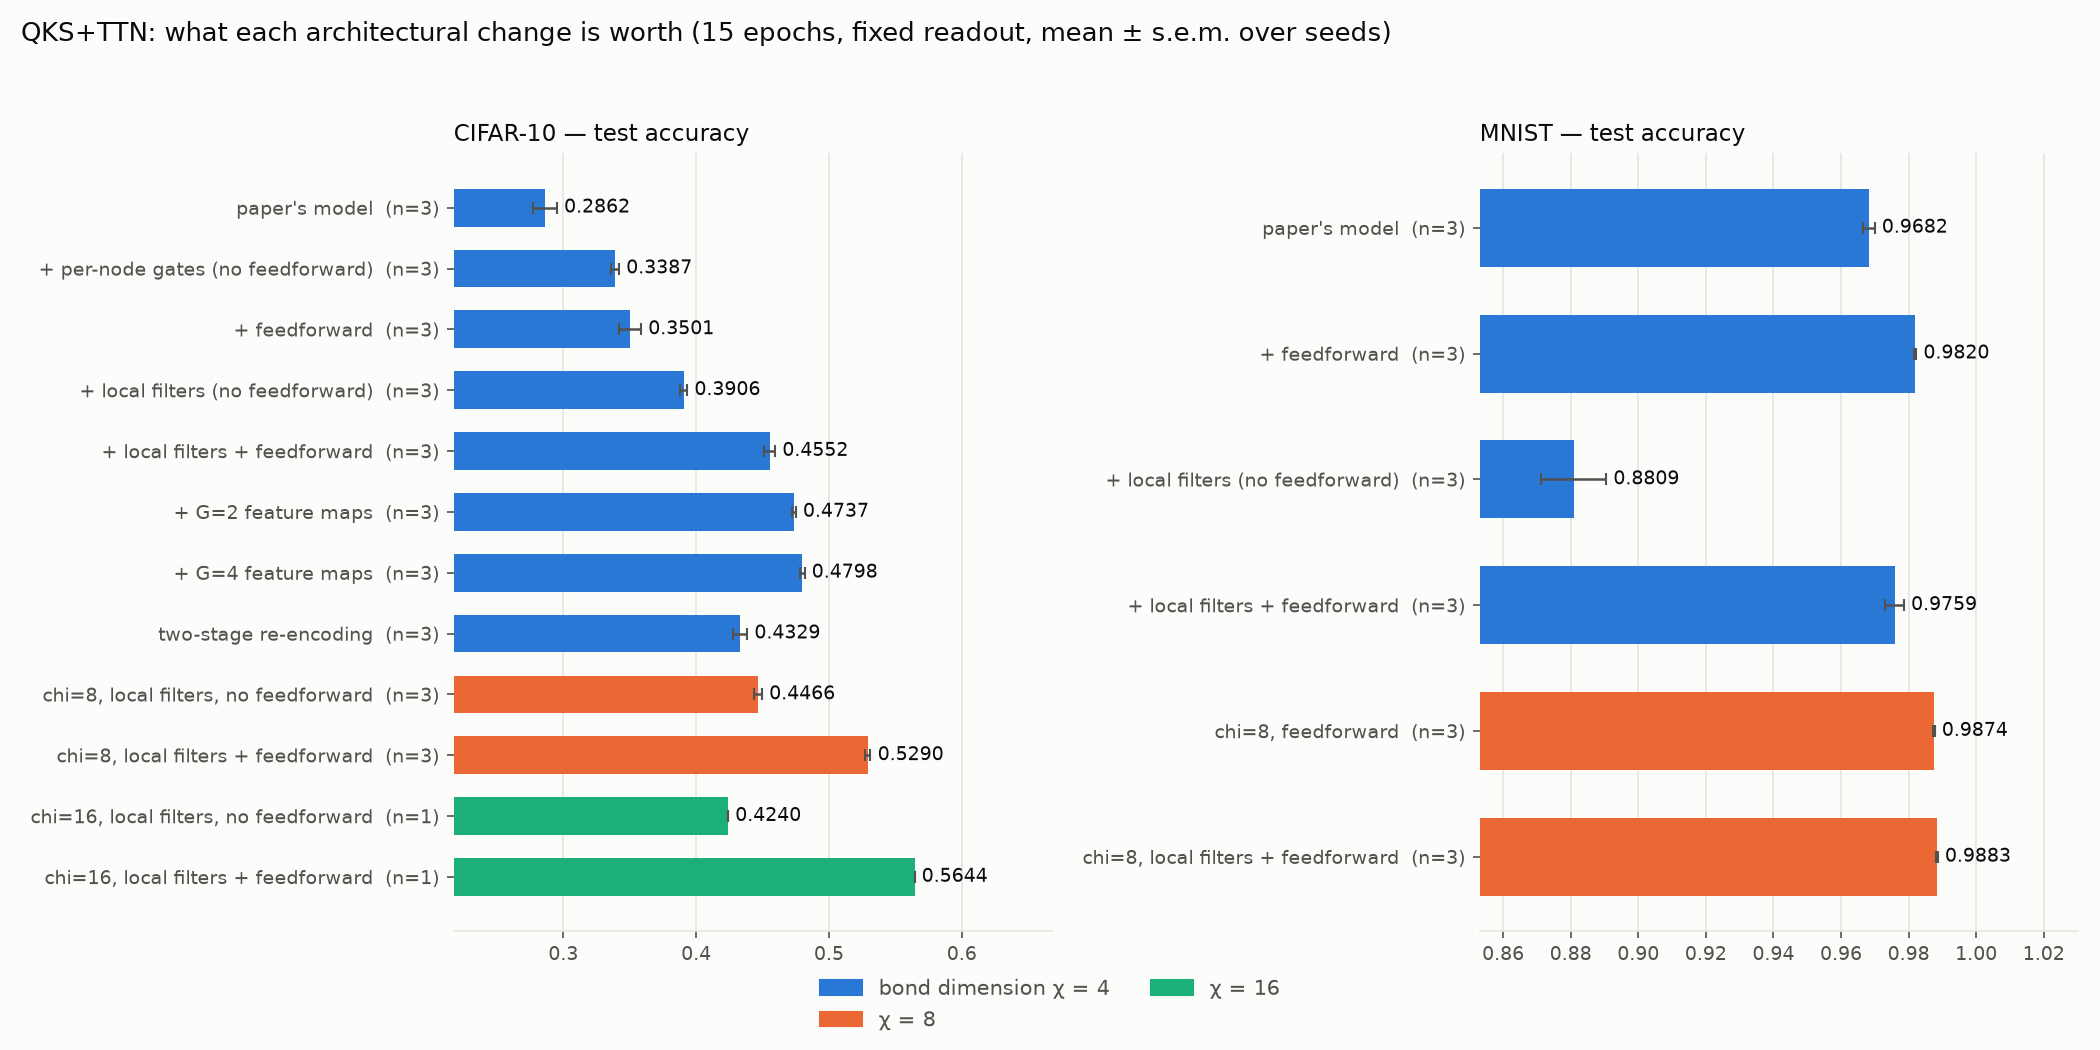 QKS+TTN: what each architectural change is worth (15 epochs, fixed readout, mean ± s.e.m. over seeds)
CIFAR-10 — test accuracy
paper's model (n=3) 0.2862
+ per-node gates (no feedforward) (n=3) 0.3387
+ feedforward (n=3) 0.3501
+ local filters (no feedforward) (n=3) 0.3906
+ local filters + feedforward (n=3) 0.4552
+ G=2 feature maps (n=3) 0.4737
+ G=4 feature maps (n=3) 0.4798
two-stage re-encoding (n=3) 0.4329
chi=8, local filters, no feedforward (n=3) 0.4466
chi=8, local filters + feedforward (n=3) 0.5290
chi=16, local filters, no feedforward (n=1) 0.4240
chi=16, local filters + feedforward (n=1) 0.5644
0.3 0.4 0.5 0.6
MNIST — test accuracy
paper's model (n=3) 0.9682
+ feedforward (n=3) 0.9820
+ local filters (no feedforward) (n=3) 0.8809
+ local filters + feedforward (n=3) 0.9759
chi=8, feedforward (n=3) 0.9874
chi=8, local filters + feedforward (n=3) 0.9883
0.86 0.88 0.90 0.92 0.94 0.96 0.98 1.00 1.02
bond dimension χ = 4
χ = 8
χ = 16